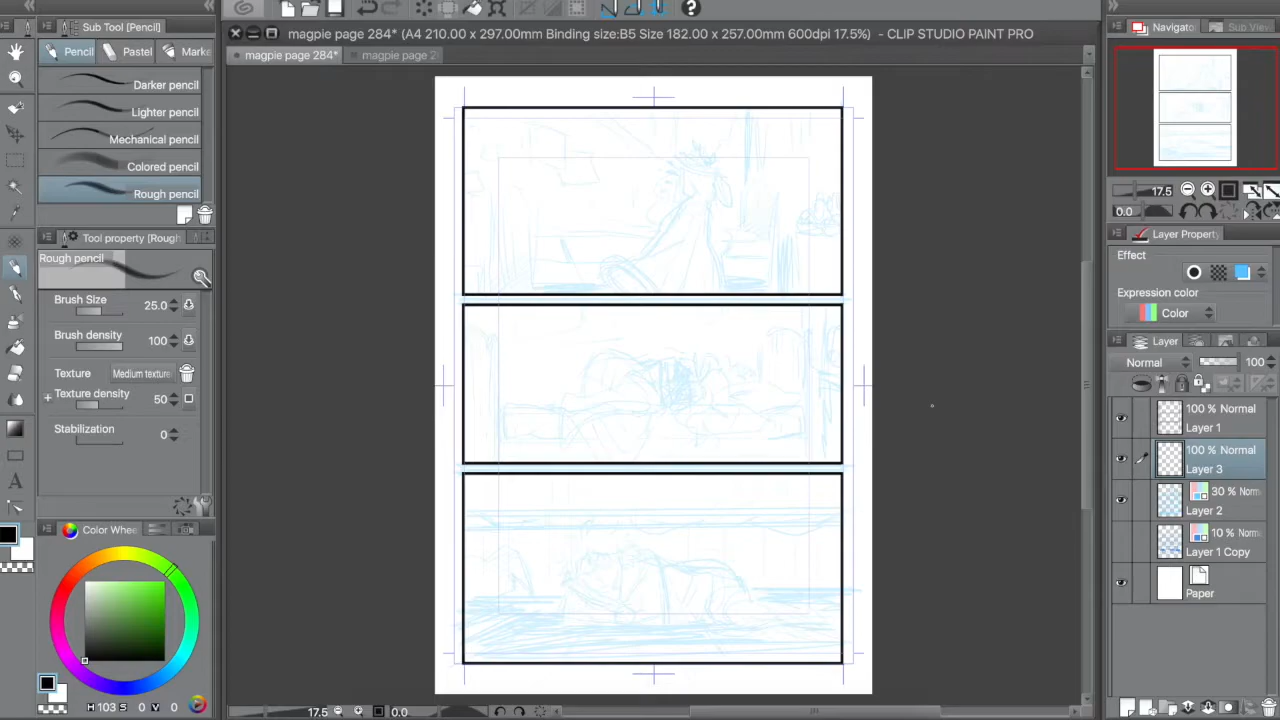 Sub Tool [Pencil]
magpie page 284* (A4 210.00 x 297.00mm Binding size:B5 Size 182.00 x 257.00mm 600dpi 17.5%) - CLIP STUDIO PAINT PRO
Navigato
Sub View
Pencil
Pastel
Marke
magpie page 284*
magpie page 2
Darker pencil
Lighter pencil
Mechanical pencil
Colored pencil
Rough pencil
17.5
0.0
Tool property [Rough
Layer Property
Rough pencil
Effect
Brush Size
25.0
Expression color
Color
Brush density
100
Layer
Texture
Medium texture
Normal
100
Texture density
50
100 % Normal
Layer 1
Stabilization
0
100 % Normal
Layer 3
30 % Norm
Layer 2
Color Whee
10 % Norm
Layer 1 Copy
Paper
H 103 S 0 V 0
17.5
0.0